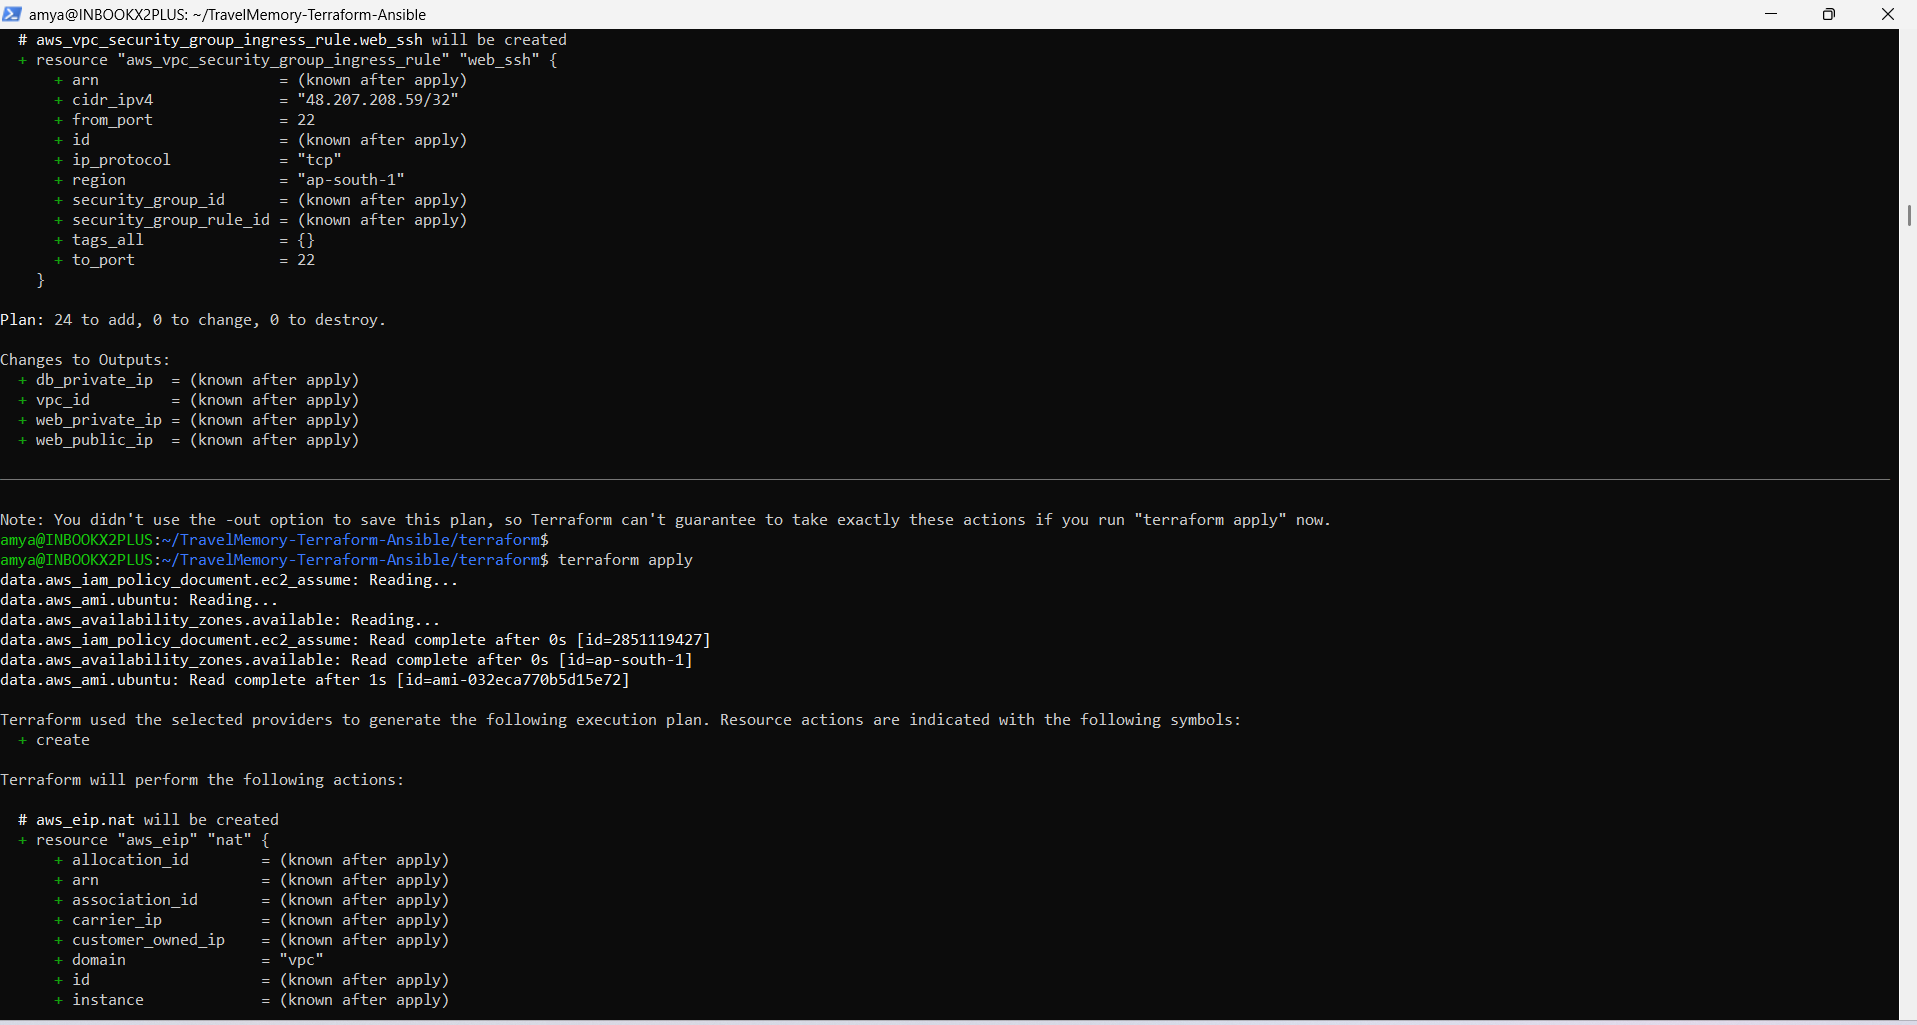 amya@INBOOKX2PLUS: ~/TravelMemory-Terraform-Ansible
# aws_vpc_security_group_ingress_rule.web_ssh will be created
+ resource "aws_vpc_security_group_ingress_rule" "web_ssh" {
+ arn = (known after apply)
+ cidr_ipv4 = "48.207.208.59/32"
+ from_port = 22
+ id = (known after apply)
+ ip_protocol = "tcp"
+ region = "ap-south-1"
+ security_group_id = (known after apply)
+ security_group_rule_id = (known after apply)
+ tags_all = {}
+ to_port = 22
}
Plan: 24 to add, 0 to change, 0 to destroy.
Changes to Outputs:
+ db_private_ip = (known after apply)
+ vpc_id = (known after apply)
+ web_private_ip = (known after apply)
+ web_public_ip = (known after apply)
Note: You didn't use the -out option to save this plan, so Terraform can't guarantee to take exactly these actions if you run "terraform apply" now.
amya@INBOOKX2PLUS:~/TravelMemory-Terraform-Ansible/terraform$
amya@INBOOKX2PLUS:~/TravelMemory-Terraform-Ansible/terraform$ terraform apply
data.aws_iam_policy_document.ec2_assume: Reading...
data.aws_ami.ubuntu: Reading...
data.aws_availability_zones.available: Reading...
data.aws_iam_policy_document.ec2_assume: Read complete after 0s [id=2851119427]
data.aws_availability_zones.available: Read complete after 0s [id=ap-south-1]
data.aws_ami.ubuntu: Read complete after 1s [id=ami-032eca770b5d15e72]
Terraform used the selected providers to generate the following execution plan. Resource actions are indicated with the following symbols:
+ create
Terraform will perform the following actions:
# aws_eip.nat will be created
+ resource "aws_eip" "nat" {
+ allocation_id = (known after apply)
+ arn = (known after apply)
+ association_id = (known after apply)
+ carrier_ip = (known after apply)
+ customer_owned_ip = (known after apply)
+ domain = "vpc"
+ id = (known after apply)
+ instance = (known after apply)